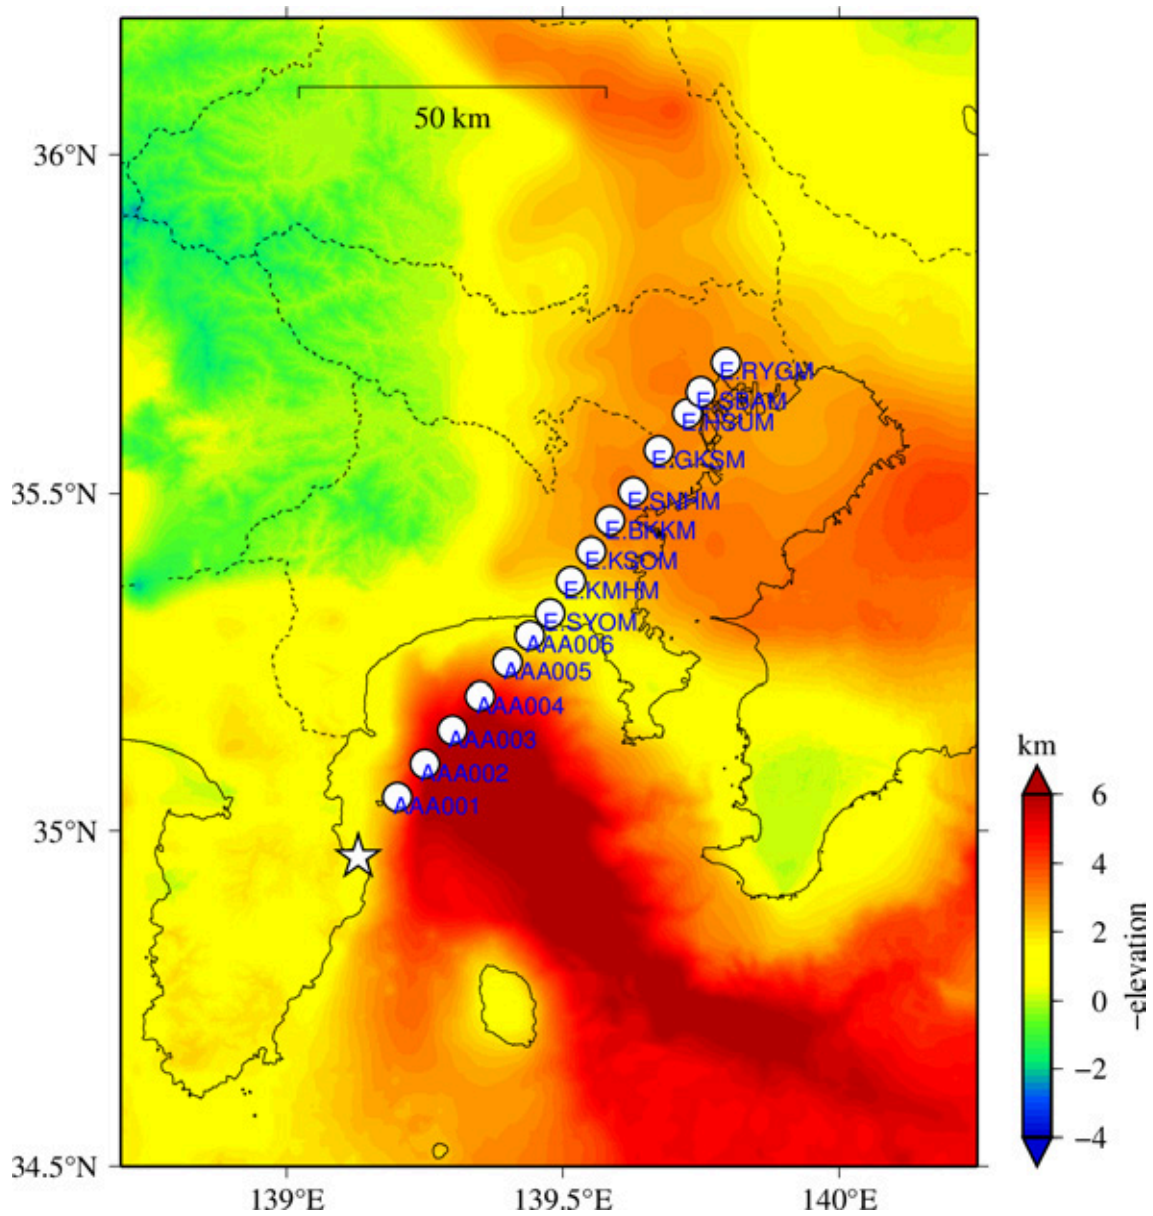 50 km
36°N
E.RYGM
E.SBAM
E.HSUM
E.GKSM
35.5°N
E.SNHM
E.BKKM
E.KSOM
E.KMHM
E.SYOM
AAA006
AAA005
AAA004
AAA003
AAA002
AAA001
35°N
34.5°N
139°E
139.5°E
140°E
km
6
4
2
0
−2
−4
−elevation